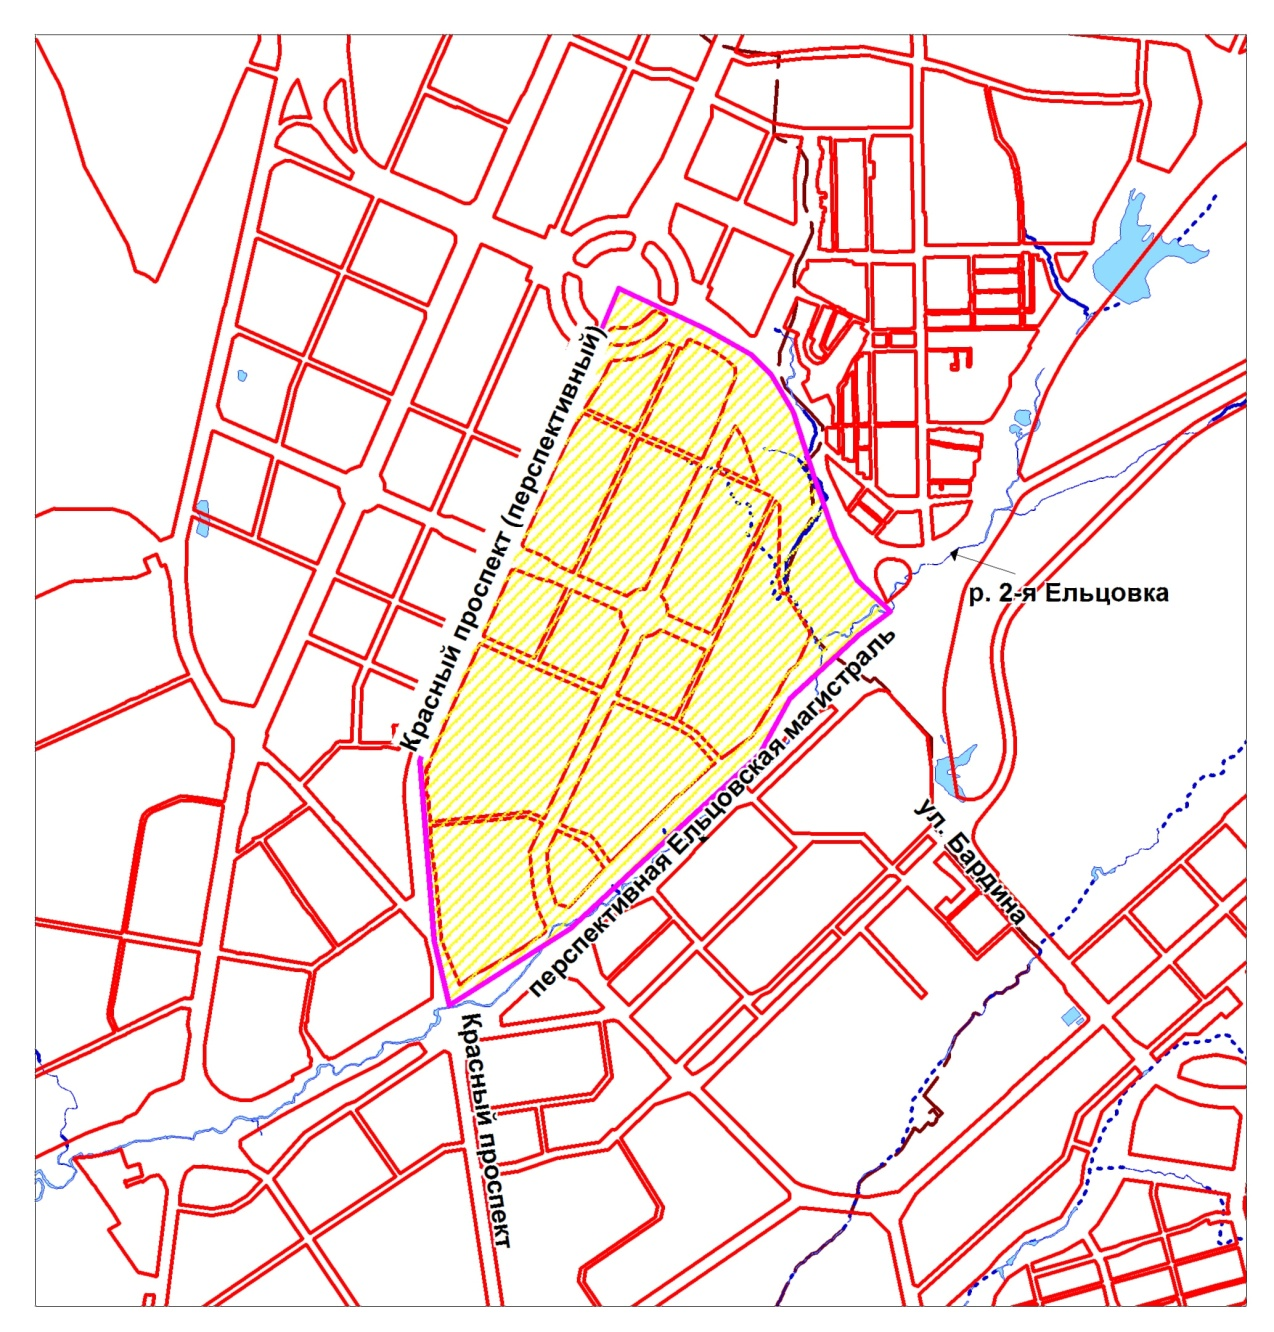 Красный проспект (перспективный)
р. 2-я Ельцовка
перспективная Ельцовская магистраль
ул. Бардина
Красный проспект